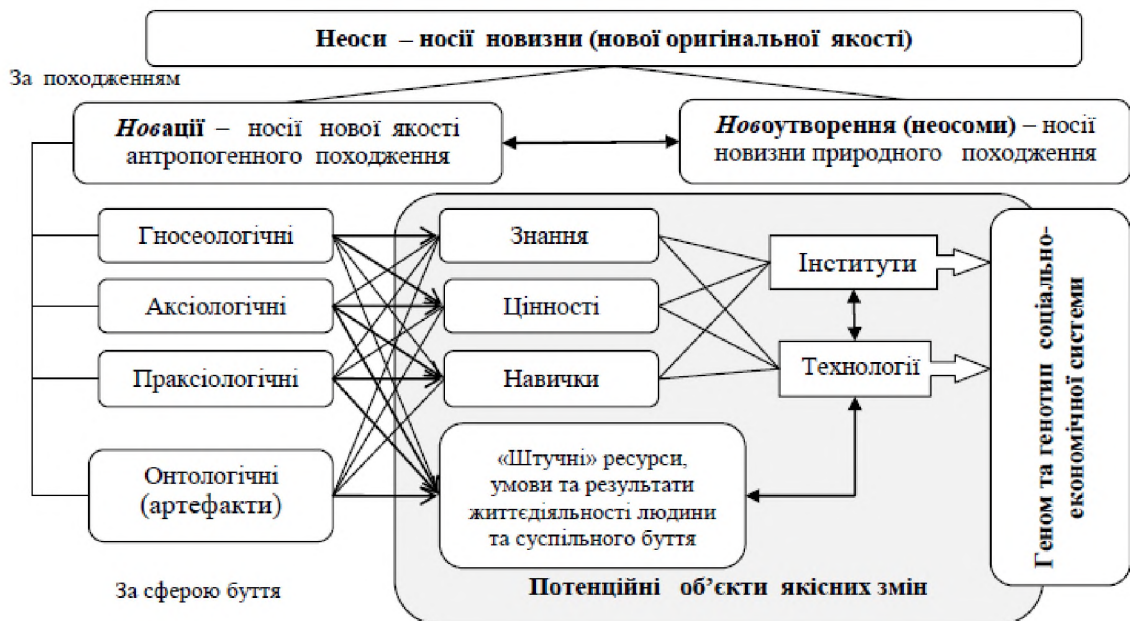 Неоси – носії новизни (нової оригінальної якості)
За походженням
Новації – носії нової якості
антропогенного походження
Новоутворення (неосоми) – носії
новизни природного походження
Гносеологічні
Знання
Інститути
Аксіологічні
Цінності
Праксіологічні
Навички
Технології
Онтологічні
(артефакти)
«Штучні» ресурси,
умови та результати
життєдіяльності людини
та суспільного буття
Геном та генотип соціально-
економічної системи
За сферою буття
Потенційні об’єкти якісних змін